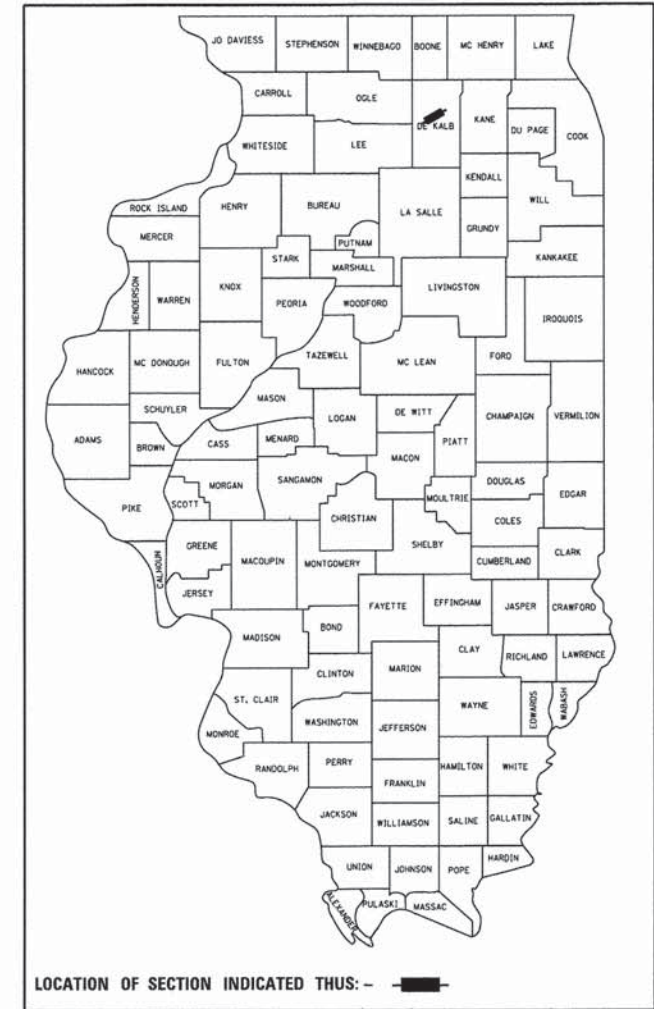 JO DAVIESS
STEPHENSON
WINNEBAGO
BOONE
MC HENRY
LAKE
CARROLL
OGLE
DE KALB
KANE
DU PAGE
COOK
WHITESIDE
LEE
KENDALL
WILL
ROCK ISLAND
HENRY
BUREAU
LA SALLE
GRUNDY
MERCER
PUTNAM
KANKAKEE
STARK
MARSHALL
HENDERSON
WARREN
KNOX
PEORIA
WOODFORD
LIVINGSTON
IROQUOIS
HANCOCK
MC DONOUGH
FULTON
TAZEWELL
MC LEAN
FORD
MASON
SCHUYLER
LOGAN
DE WITT
CHAMPAIGN
VERMILION
ADAMS
BROWN
CASS
MENARD
PIATT
MACON
MORGAN
SANGAMON
DOUGLAS
EDGAR
PIKE
SCOTT
CHRISTIAN
MOULTRIE
COLES
GREENE
MACOUPIN
MONTGOMERY
SHELBY
CUMBERLAND
CLARK
CALHOUN
JERSEY
FAYETTE
EFFINGHAM
JASPER
CRAWFORD
MADISON
BOND
CLAY
RICHLAND
LAWRENCE
CLINTON
MARION
ST. CLAIR
WAYNE
EDWARDS
WABASH
MONROE
WASHINGTON
JEFFERSON
RANDOLPH
PERRY
HAMILTON
WHITE
FRANKLIN
JACKSON
WILLIAMSON
SALINE
GALLATIN
UNION
JOHNSON
POPE
HARDIN
ALEXANDER
PULASKI
MASSAC
LOCATION OF SECTION INDICATED THUS: -